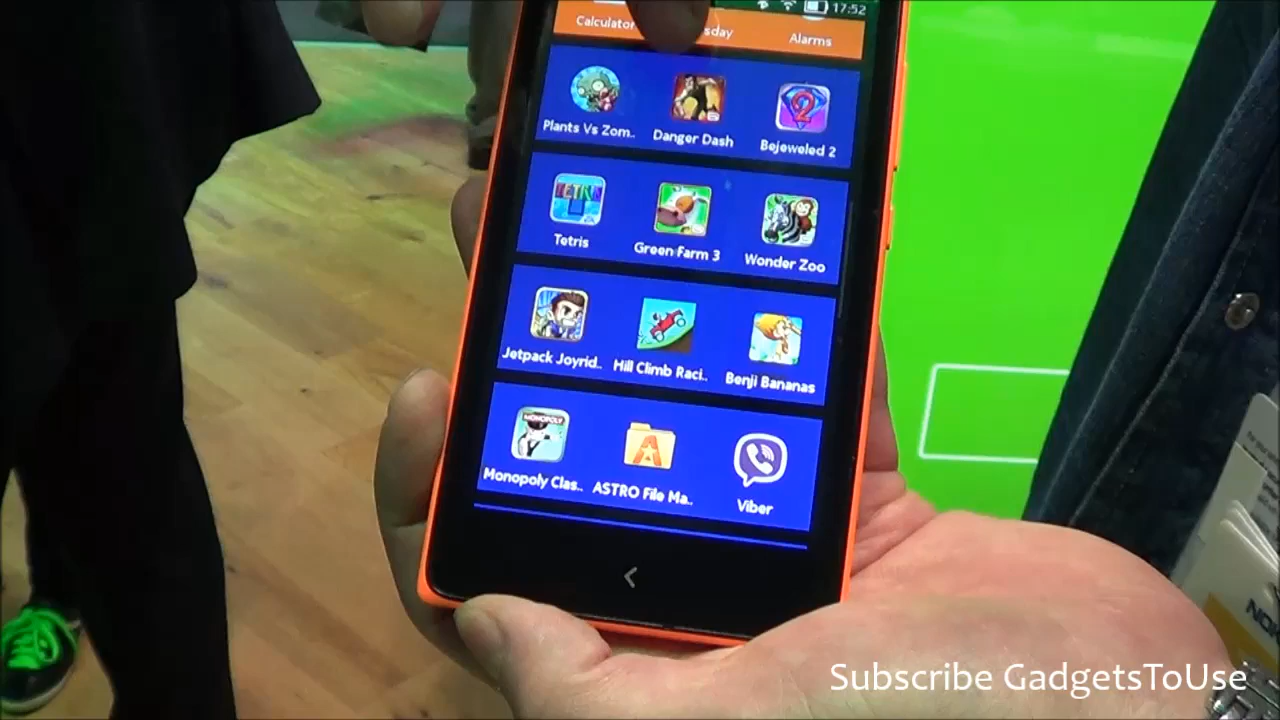 17:52
Calculator
sday
Alarms
Plants Vs Zom..
Danger Dash
Bejeweled 2
TETRIS
Tetris
Green Farm 3
Wonder Zoo
Jetpack Joyrid..
Hill Climb Raci..
Benji Bananas
MONOPOLY
Monopoly Clas..
ASTRO File Ma..
Viber
Subscribe GadgetsToUse